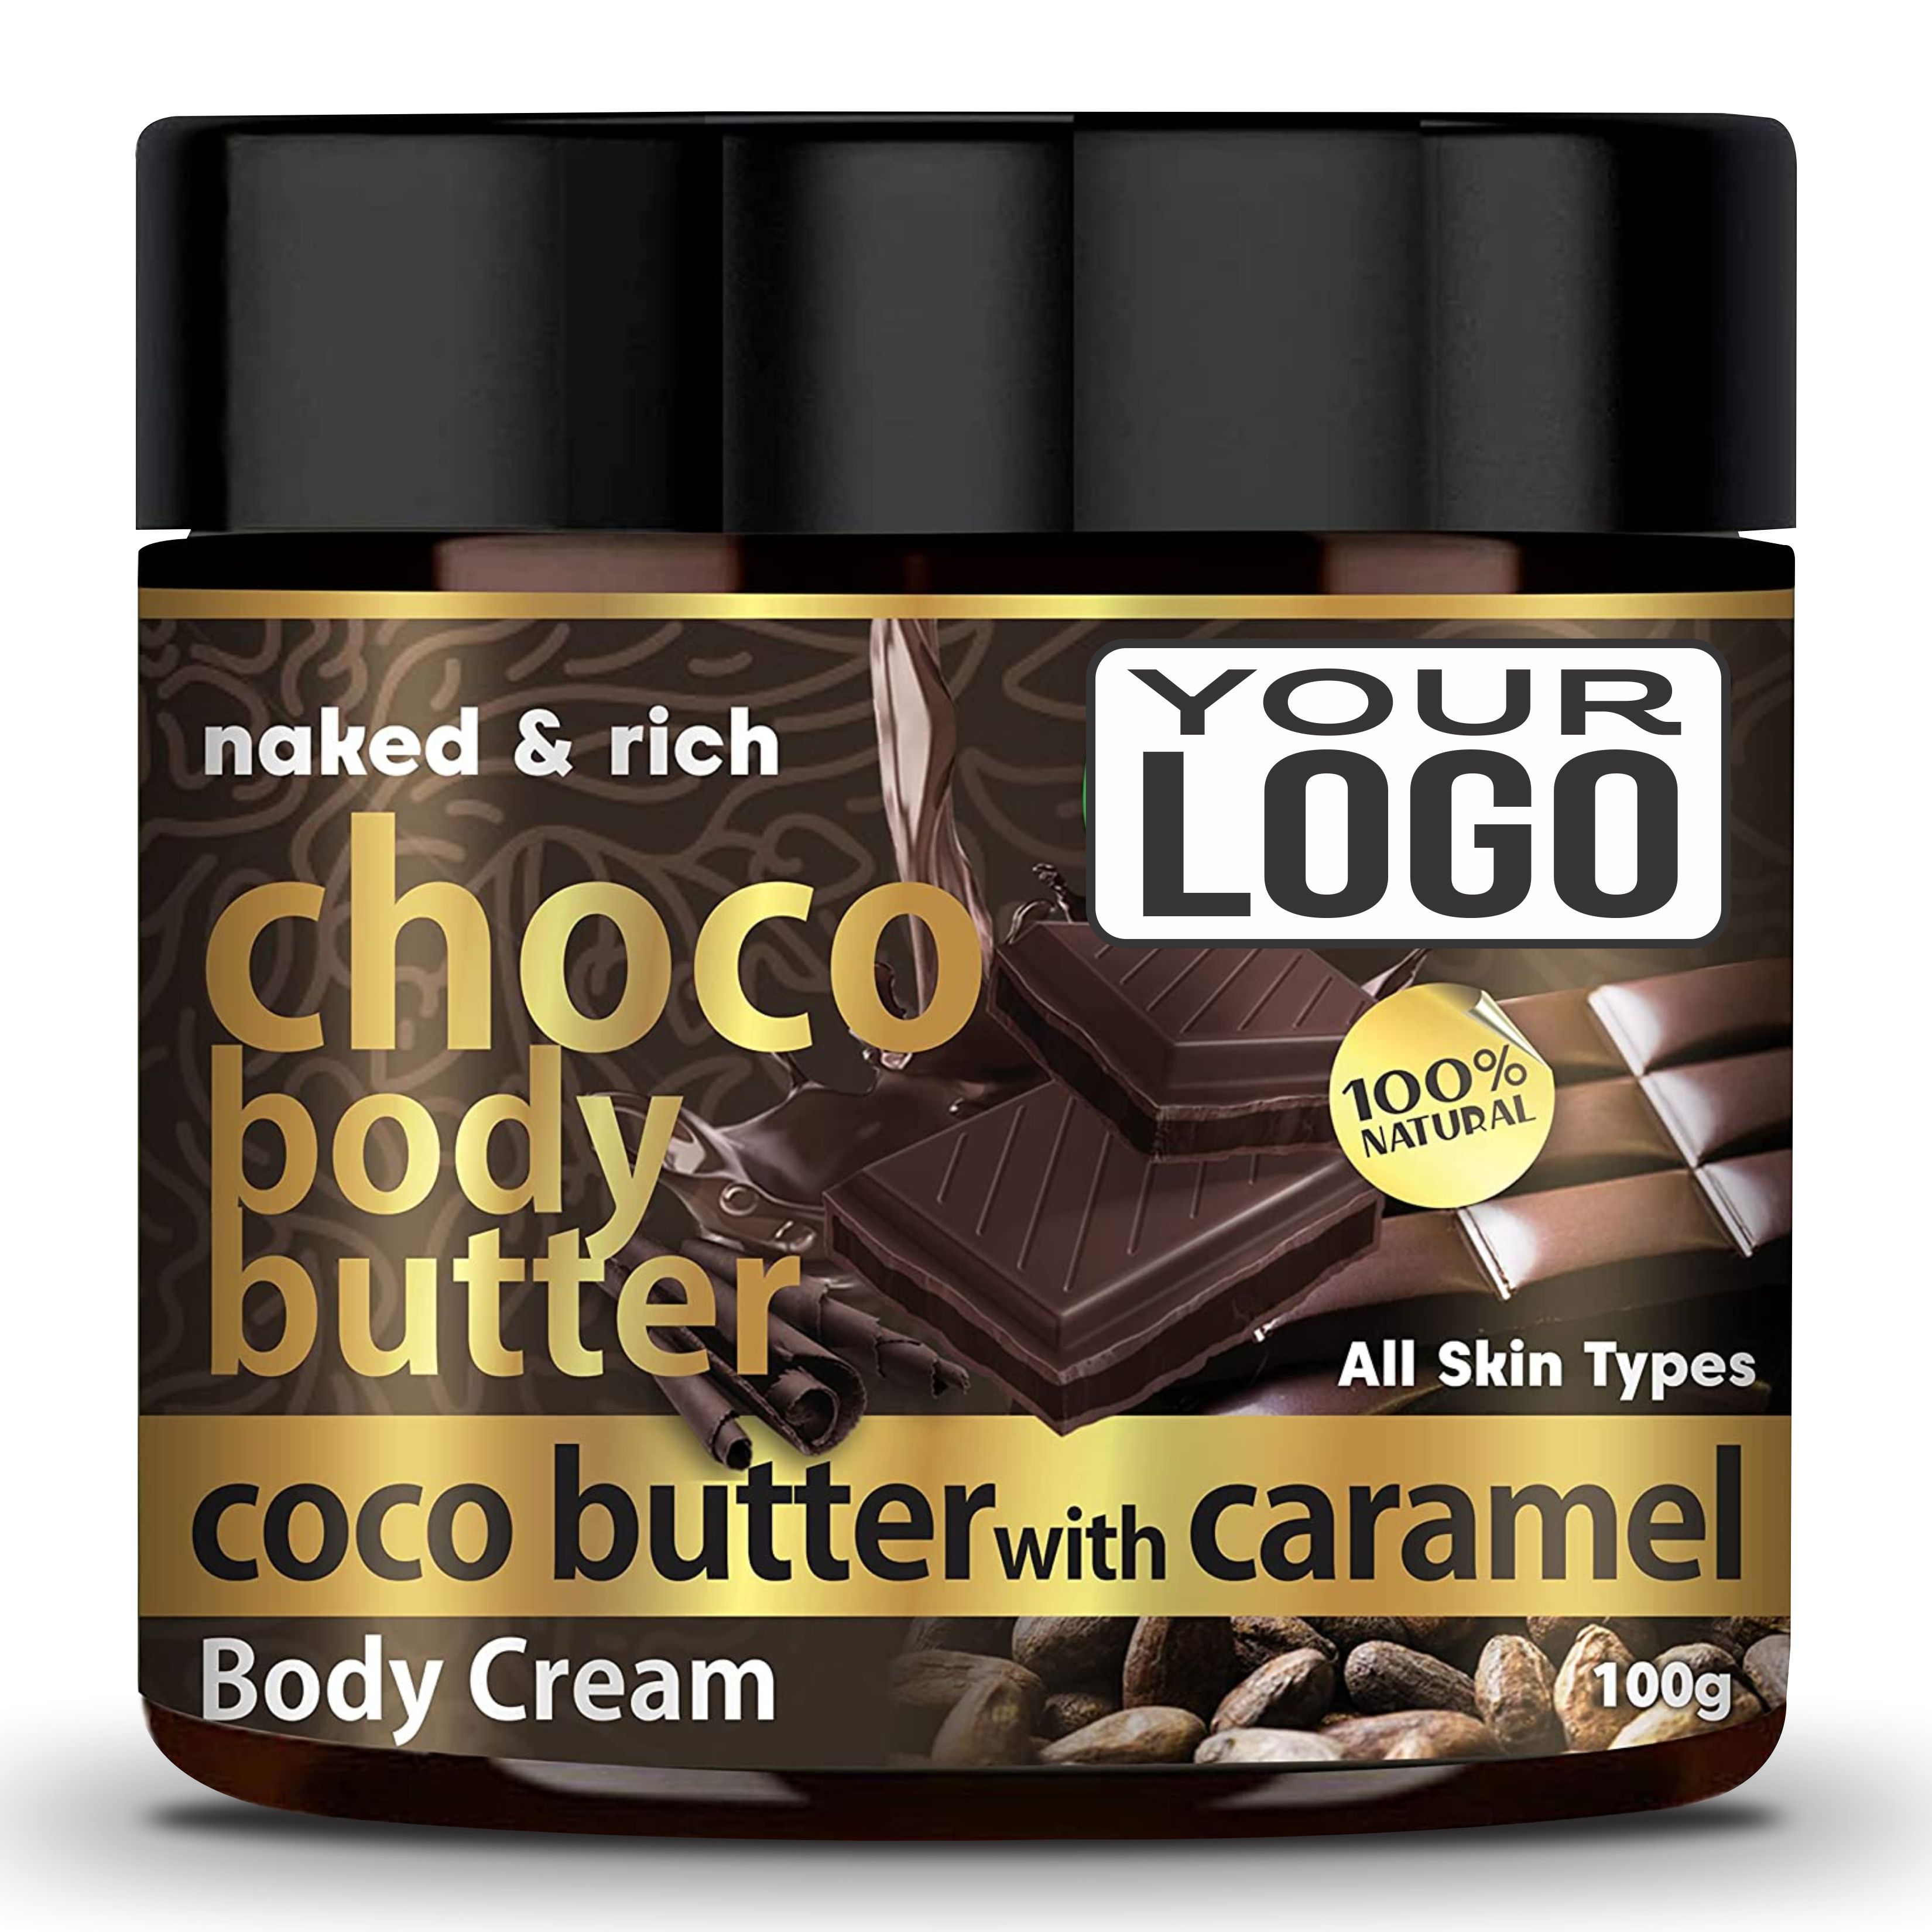 naked & rich
YOUR
LOGO
choco
body
butter
100%
NATURAL
All Skin Types
coco butter with caramel
Body Cream
100g